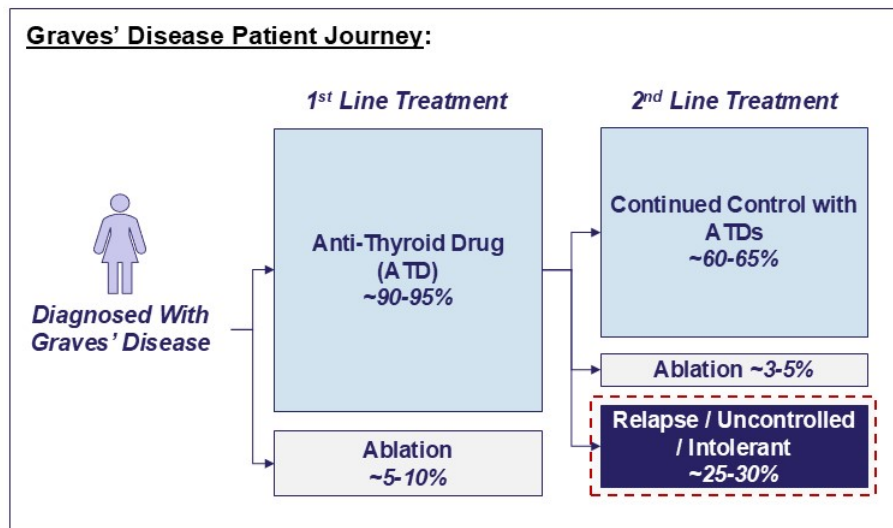 Graves’ Disease Patient Journey:
1st Line Treatment
2nd Line Treatment
Diagnosed With
Graves’ Disease
Anti-Thyroid Drug
(ATD)
~90-95%
Ablation
~5-10%
Continued Control with
ATDs
~60-65%
Ablation ~3-5%
Relapse / Uncontrolled
/ Intolerant
~25-30%